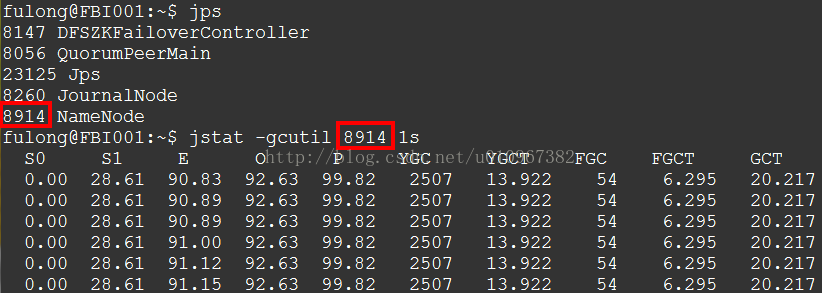 fulong@FBI001:~$ jps
8147 DFSZKFailoverController
8056 QuorumPeerMain
23125 Jps
8260 JournalNode
8914 NameNode
fulong@FBI001:~$ jstat -gcutil 8914 1s
http://blog.csdn.net/u010967382
S0 S1 E O P YGC YGCT FGC FGCT GCT
0.00 28.61 90.83 92.63 99.82 2507 13.922 54 6.295 20.217
0.00 28.61 90.89 92.63 99.82 2507 13.922 54 6.295 20.217
0.00 28.61 90.89 92.63 99.82 2507 13.922 54 6.295 20.217
0.00 28.61 91.00 92.63 99.82 2507 13.922 54 6.295 20.217
0.00 28.61 91.12 92.63 99.82 2507 13.922 54 6.295 20.217
0.00 28.61 91.15 92.63 99.82 2507 13.922 54 6.295 20.217